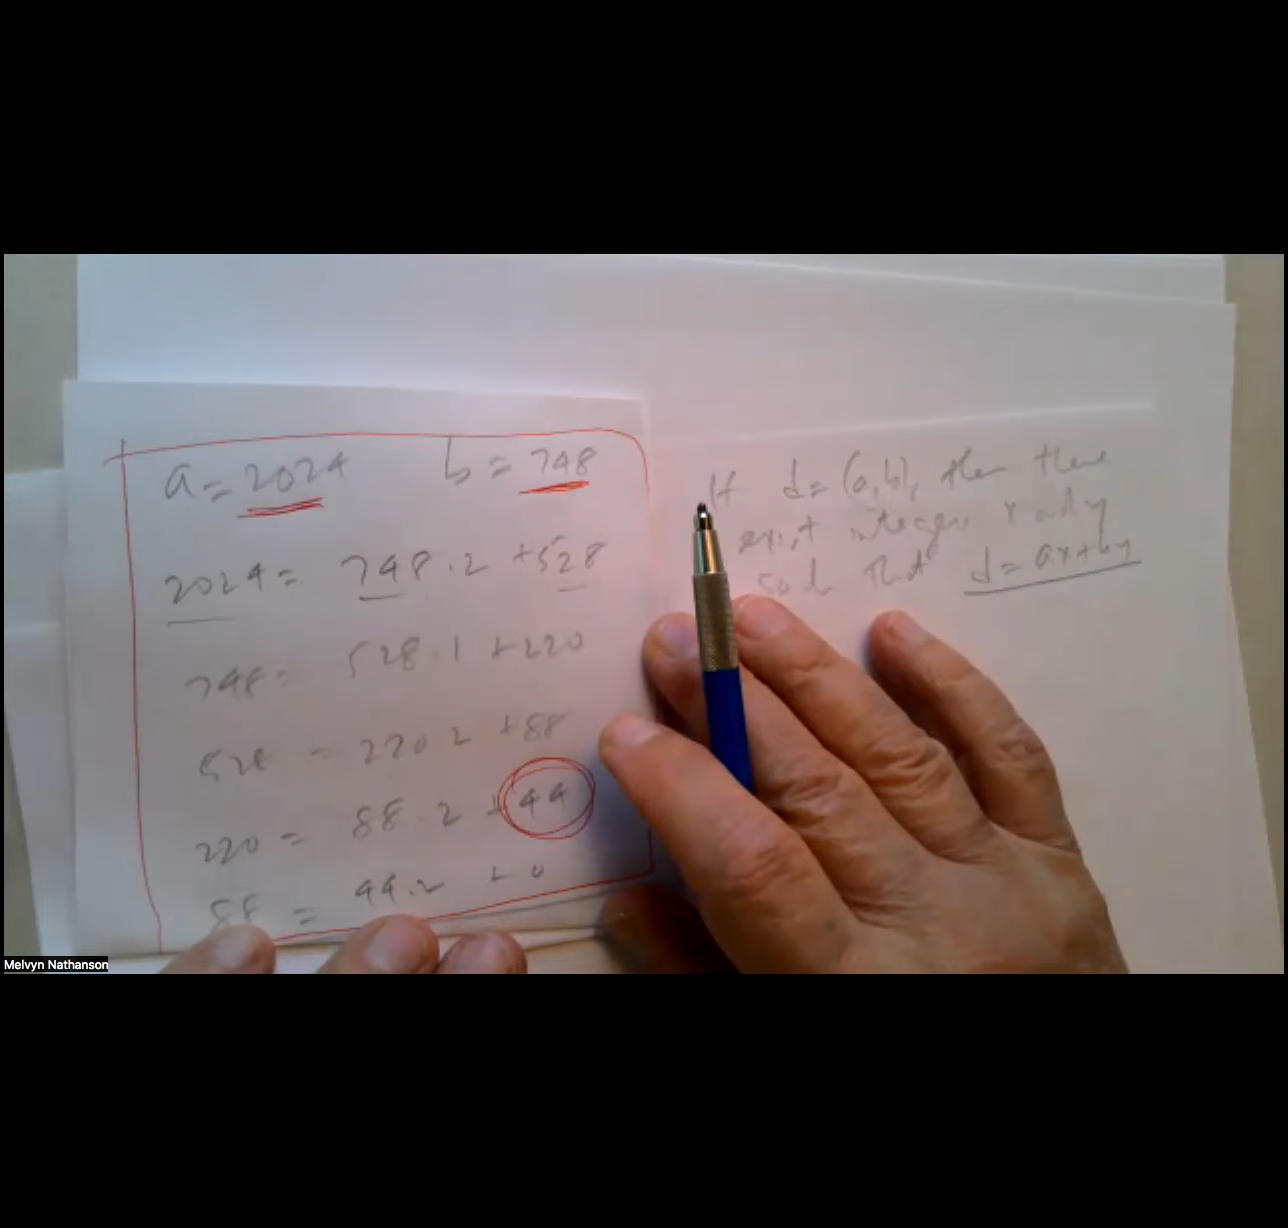 a = 2024 b = 748
2024 = 748 . 2 + 528
748 = 528 . 1 + 220
528 = 220 2 + 88
220 = 88 . 2 + 44
88 = 44 . 2 + 0
If d = (a, b), then there
exist integers x and y
such that d = ax + by
Melvyn Nathanson